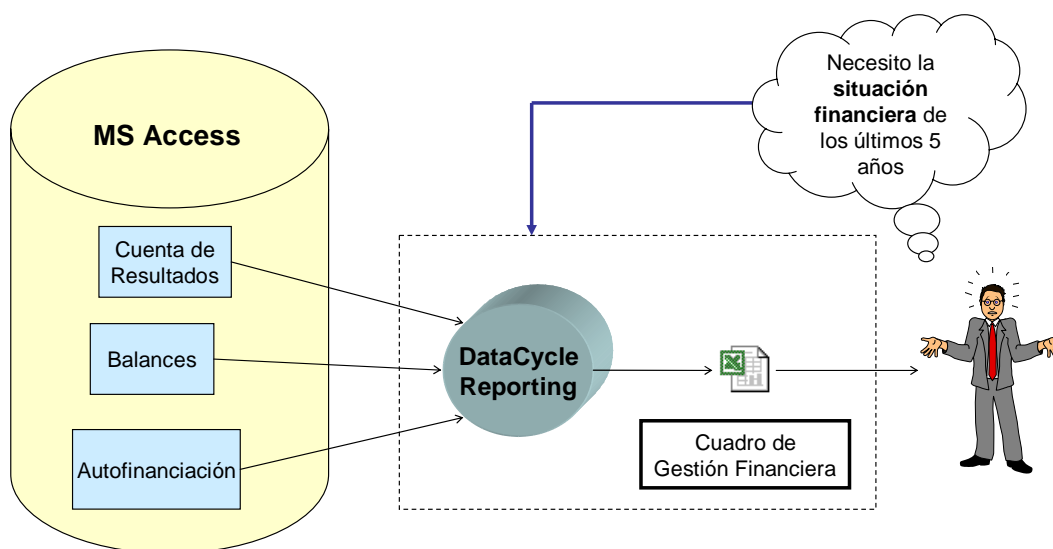 MS Access
Cuenta de
Resultados
Balances
Autofinanciación
DataCycle
Reporting
Cuadro de
Gestión Financiera
Necesito la
situación
financiera de
los últimos 5
años